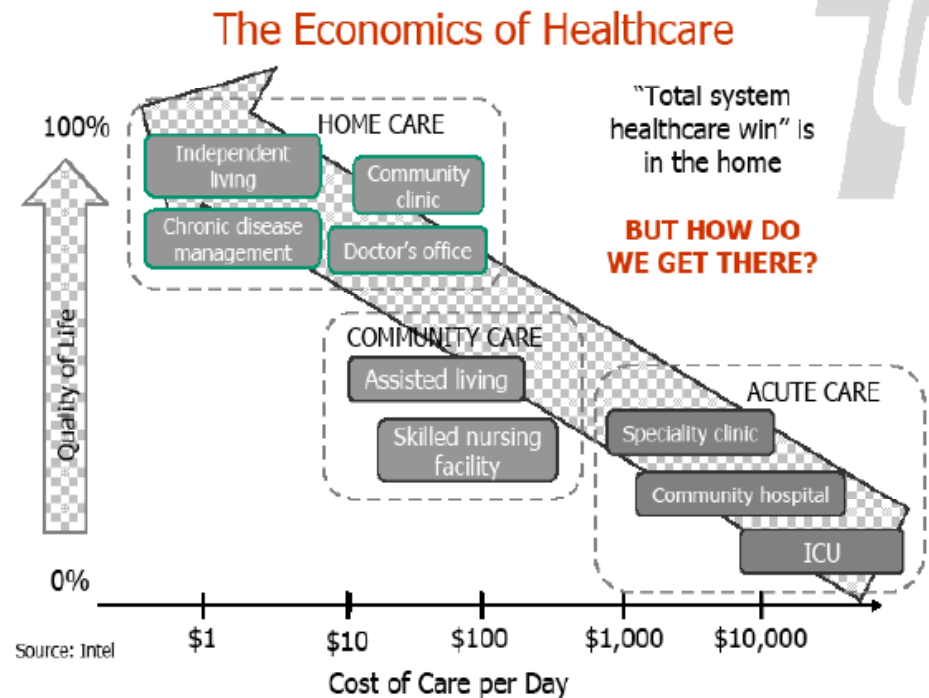 The Economics of Healthcare
"Total system
healthcare win" is
in the home
BUT HOW DO
WE GET THERE?
100%
Quality of Life
0%
HOME CARE
Independent
living
Community
clinic
Chronic disease
management
Doctor's office
COMMUNITY CARE
Assisted living
Skilled nursing
facility
ACUTE CARE
Speciality clinic
Community hospital
ICU
$1
$10
$100
$1,000
$10,000
Source: Intel
Cost of Care per Day